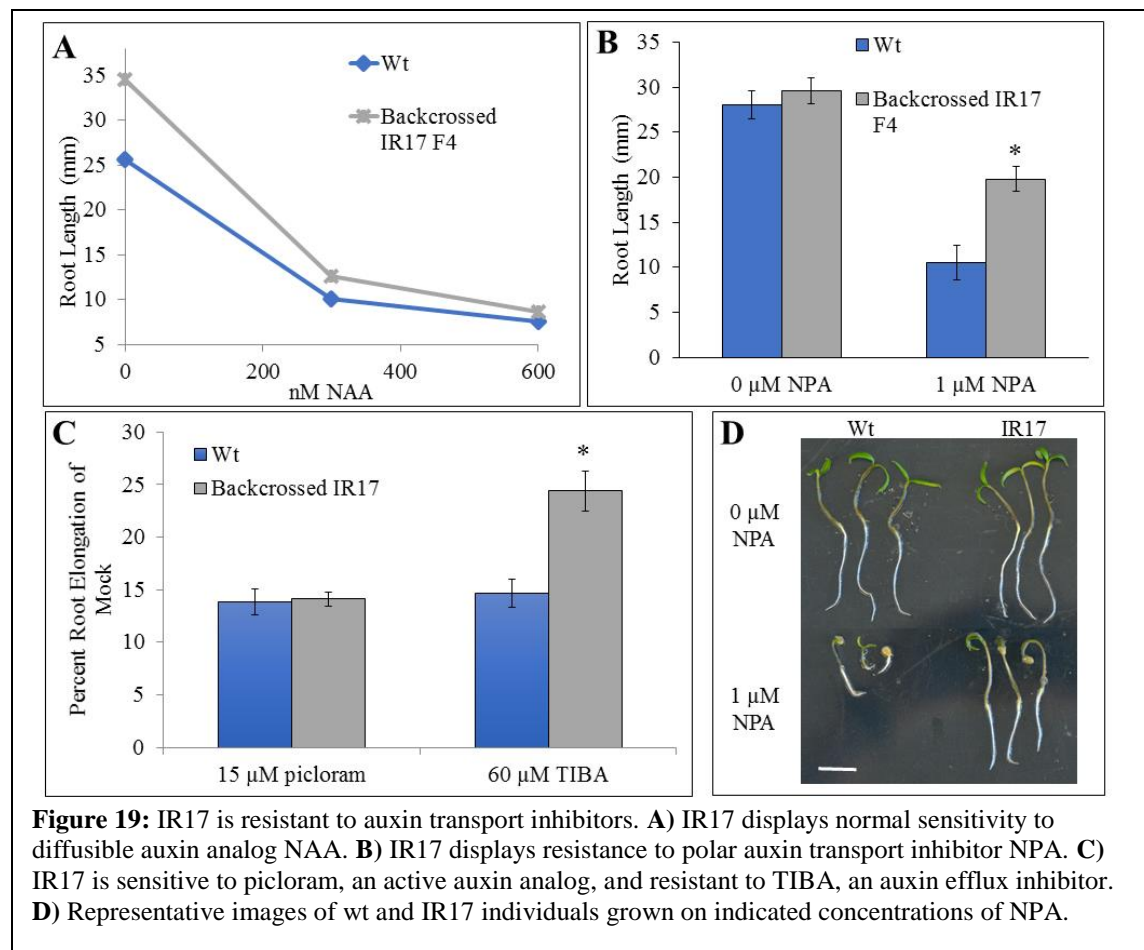 A
35
30
25
20
15
10
5
Root Length (mm)
0
200
400
600
nM NAA
Wt
Backcrossed
IR17 F4
B
35
30
25
20
15
10
5
0
Root Length (mm)
Wt
Backcrossed IR17
F4
*
0 µM NPA
1 µM NPA
C
30
25
20
15
10
5
0
Percent Root Elongation of
Mock
Wt
Backcrossed IR17
*
15 µM picloram
60 µM TIBA
D
Wt
IR17
0 µM
NPA
1 µM
NPA
Figure 19: IR17 is resistant to auxin transport inhibitors. A) IR17 displays normal sensitivity to
diffusible auxin analog NAA. B) IR17 displays resistance to polar auxin transport inhibitor NPA. C)
IR17 is sensitive to picloram, an active auxin analog, and resistant to TIBA, an auxin efflux inhibitor.
D) Representative images of wt and IR17 individuals grown on indicated concentrations of NPA.